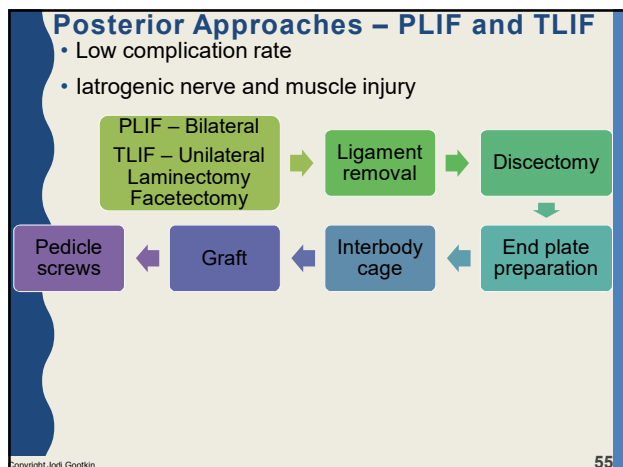 Posterior Approaches – PLIF and TLIF
• Low complication rate
• Iatrogenic nerve and muscle injury
PLIF – Bilateral
TLIF – Unilateral
Laminectomy
Facetectomy
Ligament
removal
Discectomy
End plate
preparation
Interbody
cage
Graft
Pedicle
screws
Copyright Jodi Gootkin
55